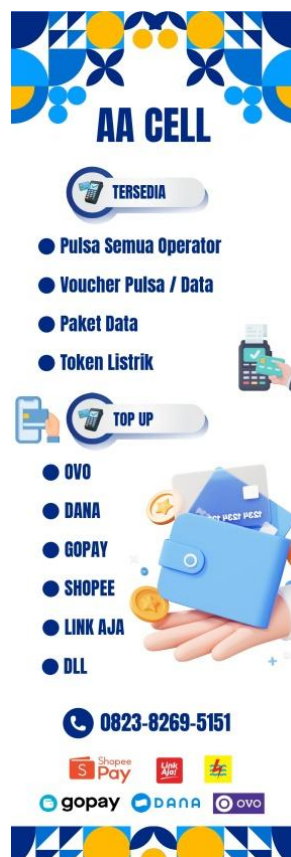 AA CELL
TERSEDIA
Pulsa Semua Operator
Voucher Pulsa / Data
Paket Data
Token Listrik
TOP UP
OVO
DANA
GOPAY
SHOPEE
LINK AJA
DLL
0823-8269-5151
S Shopee Pay
Link Aja!
gopay DANA OVO